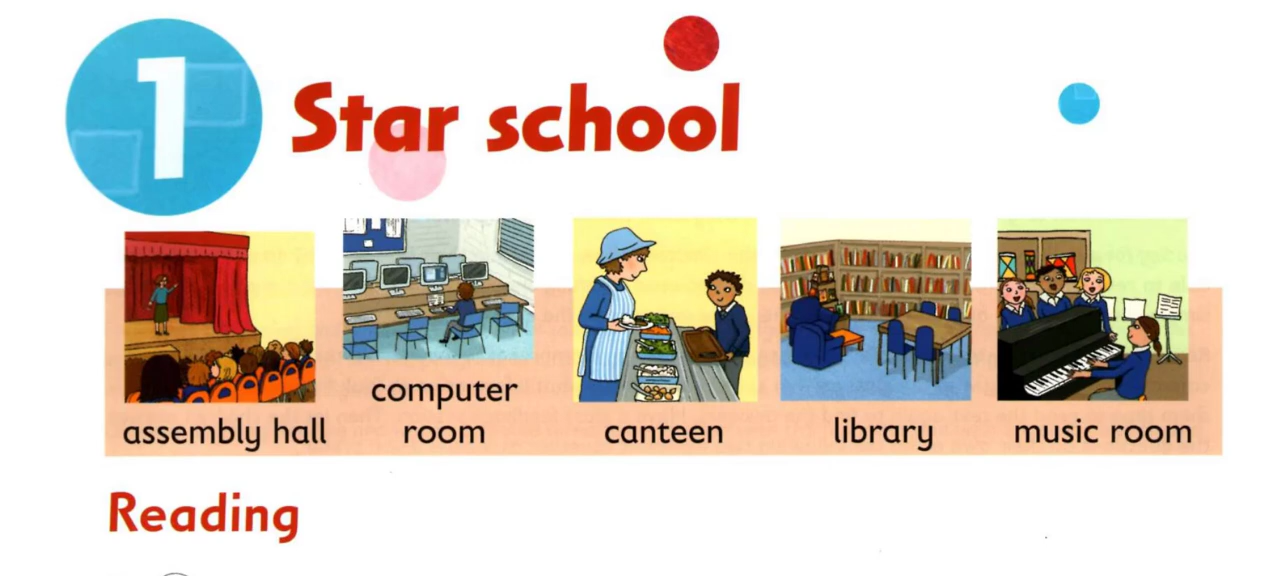 1
Star school
assembly hall
computer
room
canteen
library
music room
Reading